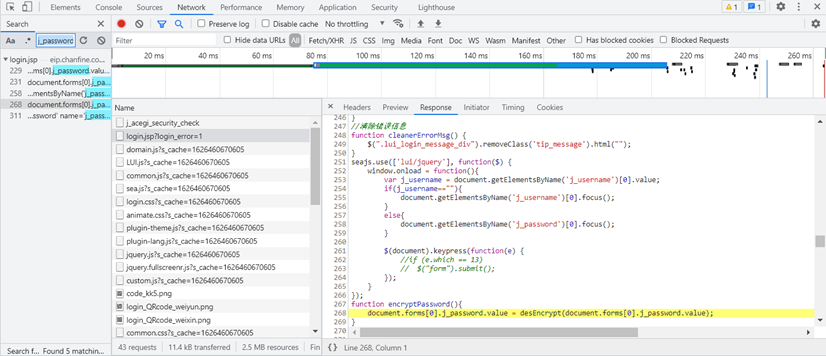 Elements Console Sources Network Performance Memory Application Security Lighthouse 1 1
Search
Preserve log Disable cache No throttling
Aa .* j_password
Filter Hide data URLs All Fetch/XHR JS CSS Img Media Font Doc WS Wasm Manifest Other Has blocked cookies Blocked Requests
20 ms 40 ms 60 ms 80 ms 100 ms 120 ms 140 ms 160 ms 180 ms 200 ms 220 ms 240 ms 260 ms
login.jsp eip.chanfine.co...
229 ...ms[0].j_password.valu...
231 document.forms[0].j_pa...
...mentsByName('j_pass...
268 document.forms[0].j_pa...
311 ...ssword' name='j_pass...
Name
j_acegi_security_check
login.jsp?login_error=1
domain.js?s_cache=1626460670605
LUI.js?s_cache=1626460670605
common.js?s_cache=1626460670605
sea.js?s_cache=1626460670605
login.css?s_cache=1626460670605
animate.css?s_cache=1626460670605
plugin-theme.js?s_cache=1626460670605
plugin-lang.js?s_cache=1626460670605
jquery.js?s_cache=1626460670605
jquery.fullscreenr.js?s_cache=1626460670605
custom.js?s_cache=1626460670605
code_kk5.png
login_QRcode_weiyun.png
login_QRcode_weixin.png
common.css?s_cache=1626460670605
Headers Preview Response Initiator Timing Cookies
246 }
247 //清除错误信息
248 function cleanerErrorMsg() {
249 $(".lui_login_message_div").removeClass('tip_message').html("");
250 }
251 seajs.use(['lui/jquery'], function($) {
252 window.onload = function(){
253 var j_username = document.getElementsByName('j_username')[0].value;
254 if(j_username==""){
255 document.getElementsByName('j_username')[0].focus();
256 }
257 else{
258 document.getElementsByName('j_password')[0].focus();
259 }
260
261 $(document).keypress(function(e) {
262 //if (e.which == 13)
263 // $("form").submit();
264 });
265 }
266 });
267 function encryptPassword(){
268 document.forms[0].j_password.value = desEncrypt(document.forms[0].j_password.value);
269 }
270
Search f... Found 5 matchin...
43 requests 11.4 kB transferred 2.5 MB resources Fin
{} Line 268, Column 1